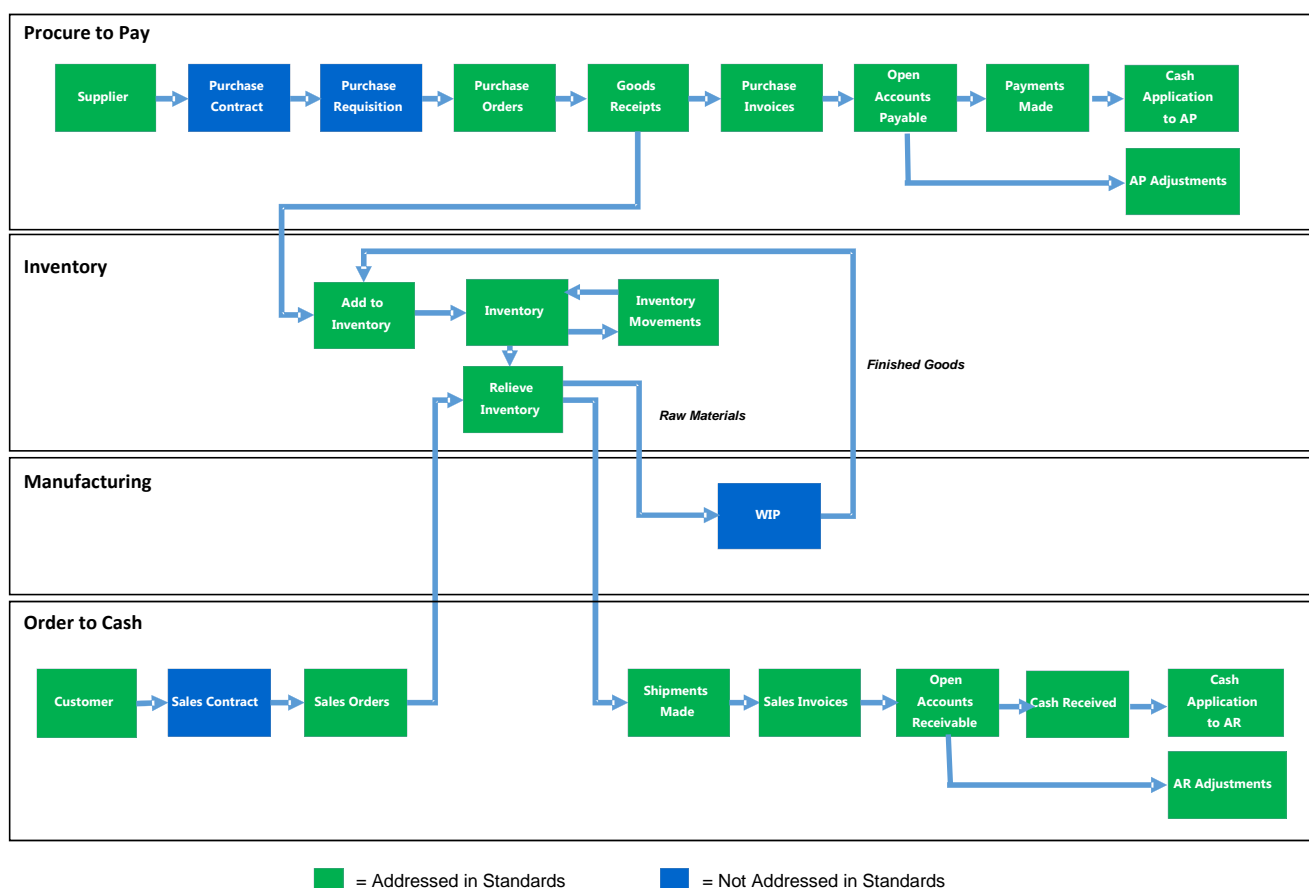 Procure to Pay
Supplier
Purchase
Contract
Purchase
Requisition
Purchase
Orders
Goods
Receipts
Purchase
Invoices
Open
Accounts
Payable
Payments
Made
Cash
Application
to AP
AP Adjustments
Inventory
Add to
Inventory
Inventory
Inventory
Movements
Relieve
Inventory
Raw Materials
Finished Goods
Manufacturing
WIP
Order to Cash
Customer
Sales Contract
Sales Orders
Shipments
Made
Sales Invoices
Open
Accounts
Receivable
Cash Received
Cash
Application
to AR
AR Adjustments
= Addressed in Standards
= Not Addressed in Standards